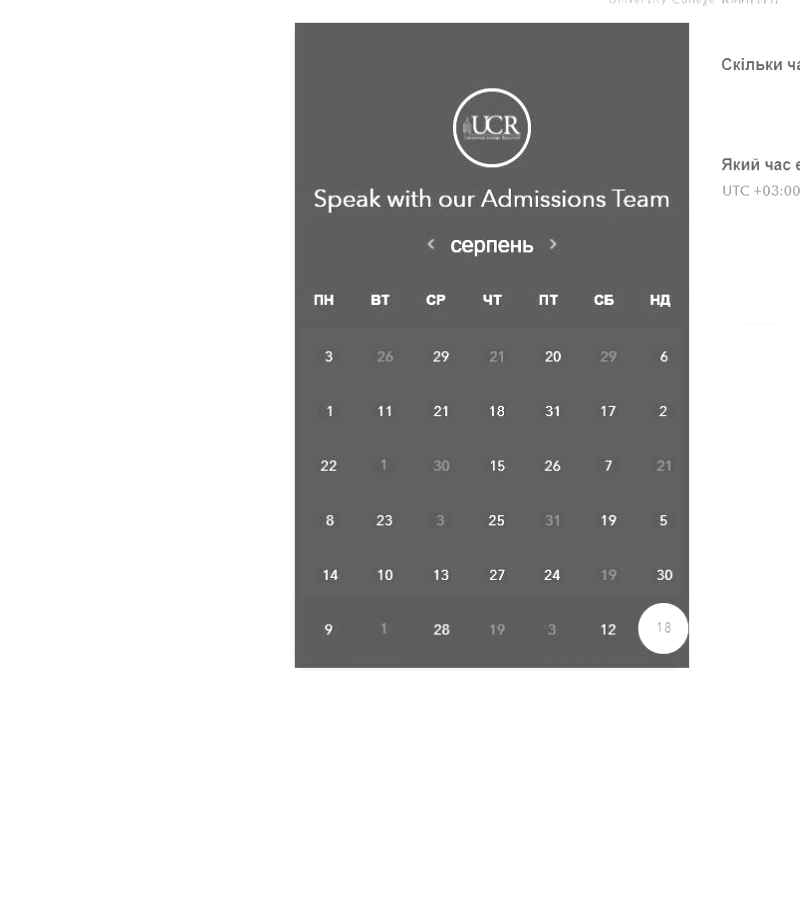 University College
Скільки ча
UCR
Який час є
UTC +03:00
Speak with our Admissions Team
‹ серпень ›
ПН ВТ СР ЧТ ПТ СБ НД
3 26 29 21 20 29 6
1 11 21 18 31 17 2
22 1 30 15 26 7 21
8 23 3 25 31 19 5
14 10 13 27 24 19 30
9 1 28 19 3 12 18